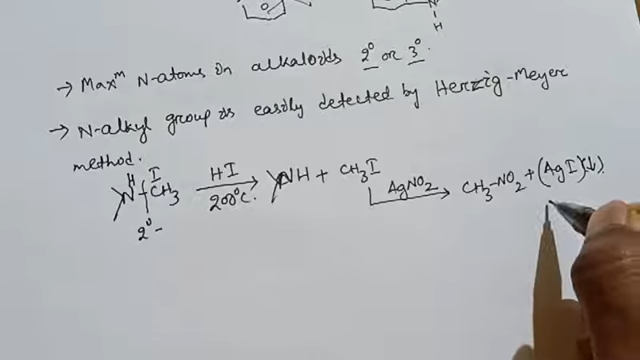 H
→ Maxᵐ N-atoms in alkaloids 2° or 3°.
→ N-alkyl group is easily detected by Herzig-Meyer
method.
N H CH₃ I HI 200°C. NH + CH₃I AgNO₂ CH₃-NO₂ + (AgI)(↓)
2°-